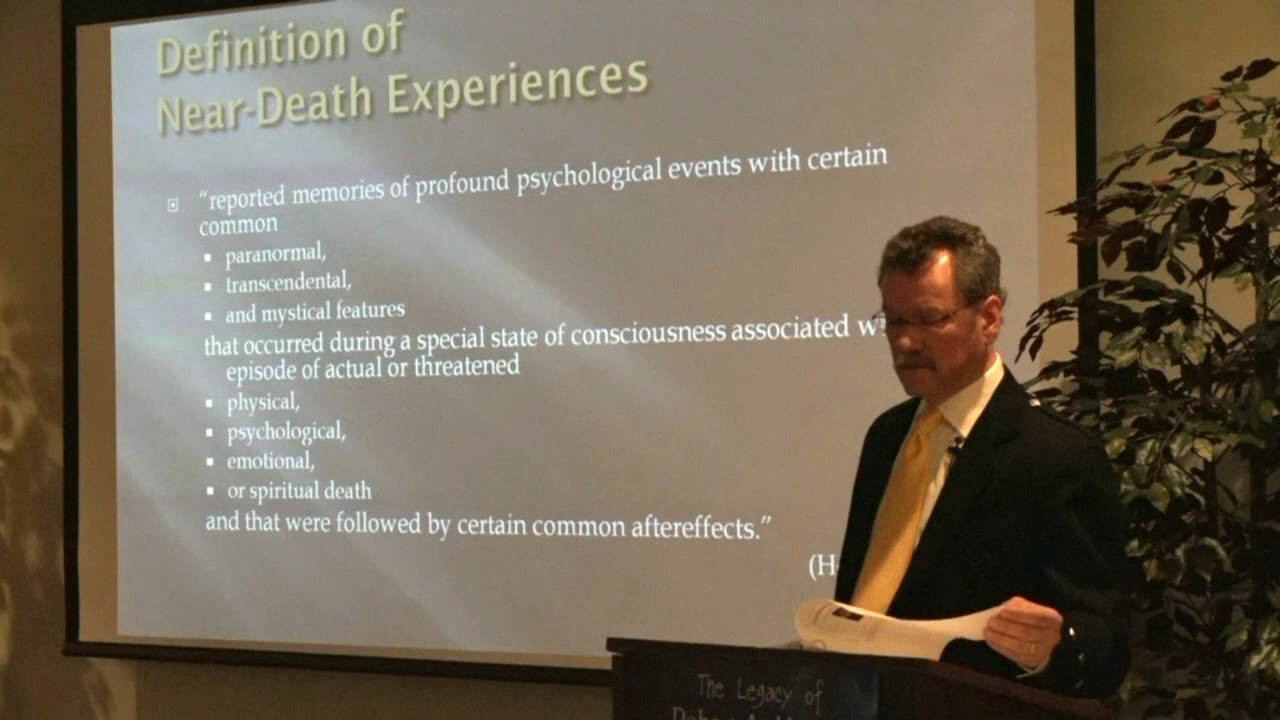 Definition of
Near-Death Experiences
“reported memories of profound psychological events with certain
common
paranormal,
transcendental,
and mystical features
that occurred during a special state of consciousness associated
episode of actual or threatened
physical,
psychological,
emotional,
or spiritual death
and that were followed by certain common aftereffects.”
(H
The Legacy of